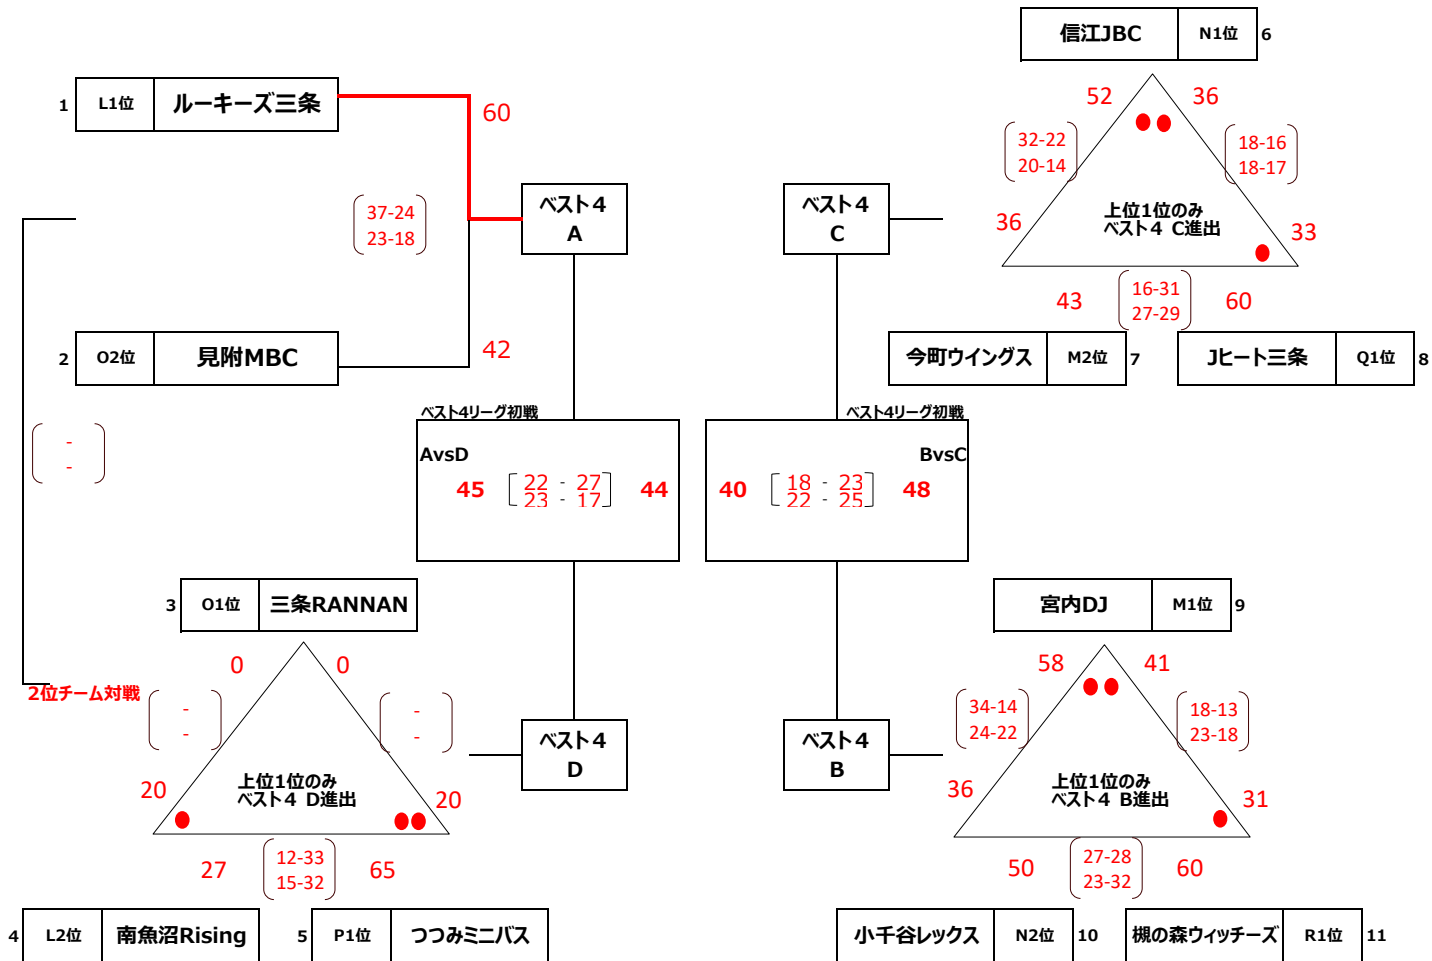 信江JBC N1位 6
1 L1位 ルーキーズ三条
60
52 36
32-22
20-14
18-16
18-17
37-24
23-18
ベスト4
A
ベスト4
C
36
上位1位のみ
ベスト4 C進出
33
43
16-31
27-29
60
2 O2位 見附MBC
42
今町ウイングス M2位 7
Jヒート三条 Q1位 8
ベスト4リーグ初戦
AvsD
45 22 - 27 44
23 - 17
ベスト4リーグ初戦
BvsC
40 18 - 23 48
22 - 25
-
-
3 O1位 三条RANNAN
宮内DJ M1位 9
0 0
2位チーム対戦
-
-
-
-
58 41
34-14
24-22
18-13
23-18
ベスト4
D
ベスト4
B
20
上位1位のみ
ベスト4 D進出
20
36
上位1位のみ
ベスト4 B進出
31
27
12-33
15-32
65
50
27-28
23-32
60
4 L2位 南魚沼Rising
5 P1位 つつみミニバス
小千谷レックス N2位 10
槻の森ウィッチーズ R1位 11